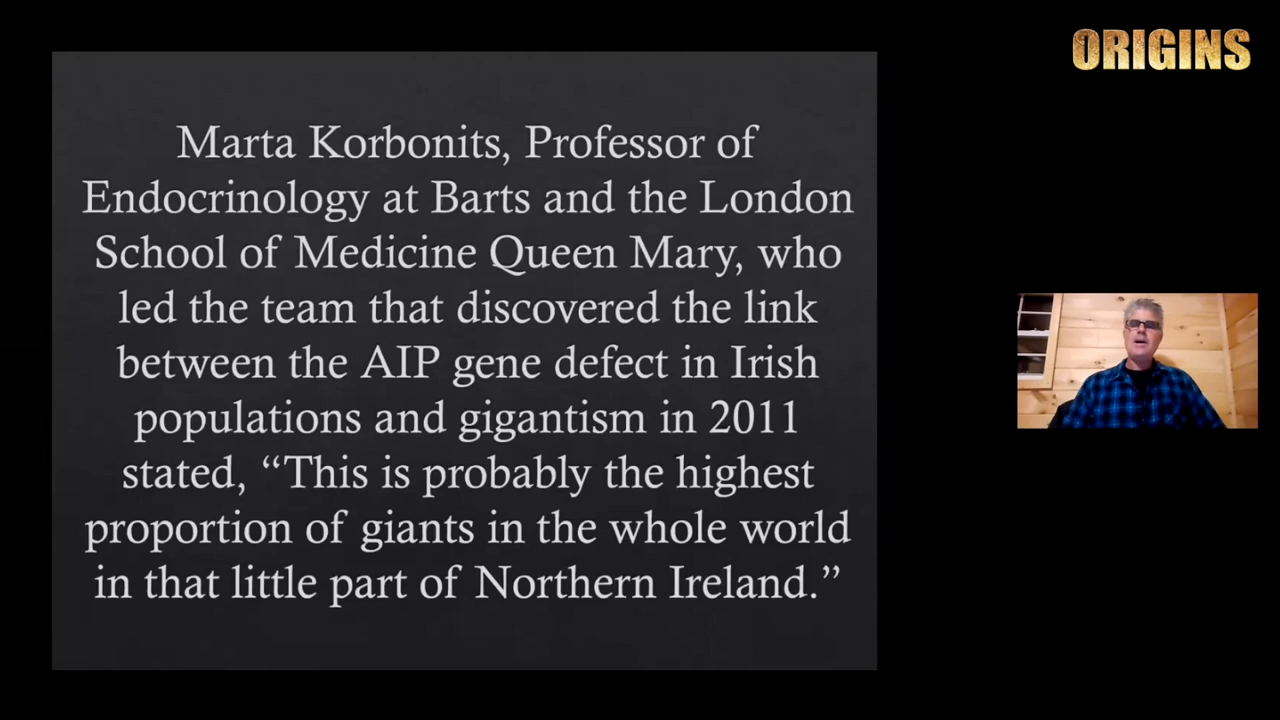 ORIGINS
Marta Korbonits, Professor of
Endocrinology at Barts and the London
School of Medicine Queen Mary, who
led the team that discovered the link
between the AIP gene defect in Irish
populations and gigantism in 2011
stated, “This is probably the highest
proportion of giants in the whole world
in that little part of Northern Ireland.”